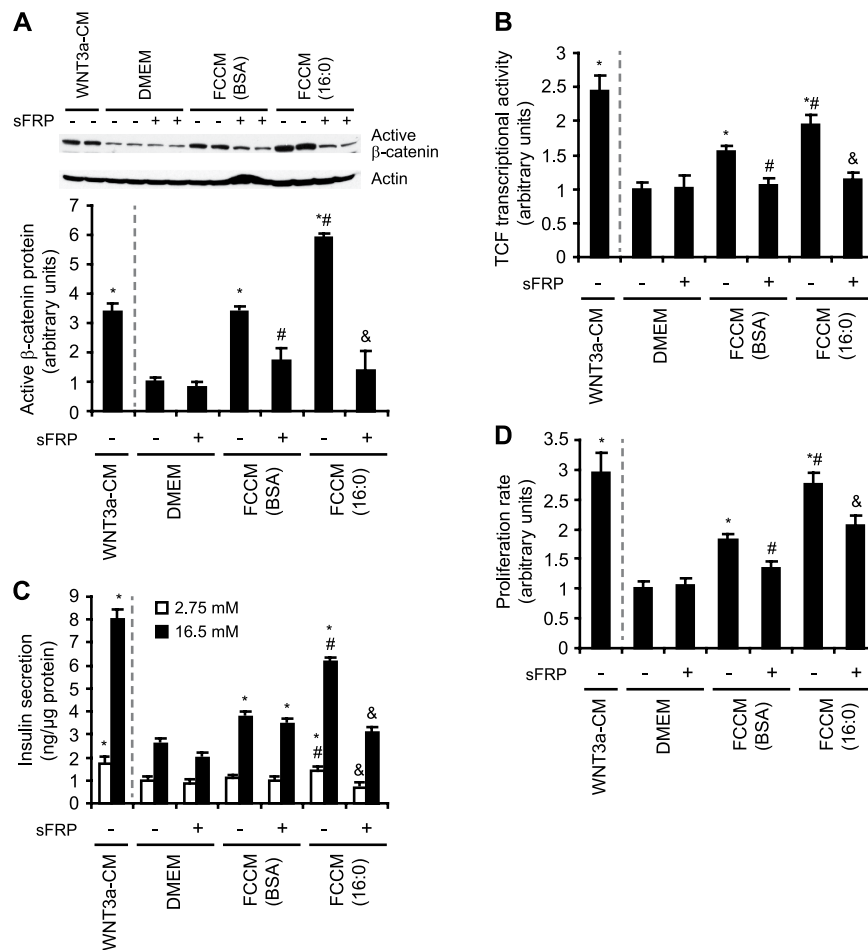 A
WNT3a-CM
DMEM
FCCM
(BSA)
FCCM
(16:0)
sFRP - - - - + + - - + + - - + +
Active
β-catenin
Actin
Active β-catenin protein
(arbitrary units)
7
6
5
4
3
2
1
0
* * # *# &
sFRP - - + - + - +
WNT3a-CM
DMEM
FCCM
(BSA)
FCCM
(16:0)
B
TCF transcriptional activity
(arbitrary units)
3
2.5
2
1.5
1
0.5
0
* * # *# &
sFRP - - + - + - +
WNT3a-CM
DMEM
FCCM
(BSA)
FCCM
(16:0)
C
Insulin secretion
(ng/µg protein)
9
8
7
6
5
4
3
2
1
0
2.75 mM
16.5 mM
* * * * * # * # & &
sFRP - - + - + - +
WNT3a-CM
DMEM
FCCM
(BSA)
FCCM
(16:0)
D
Proliferation rate
(arbitrary units)
3.5
3
2.5
2
1.5
1
0.5
0
* * # *# &
sFRP - - + - + - +
WNT3a-CM
DMEM
FCCM
(BSA)
FCCM
(16:0)